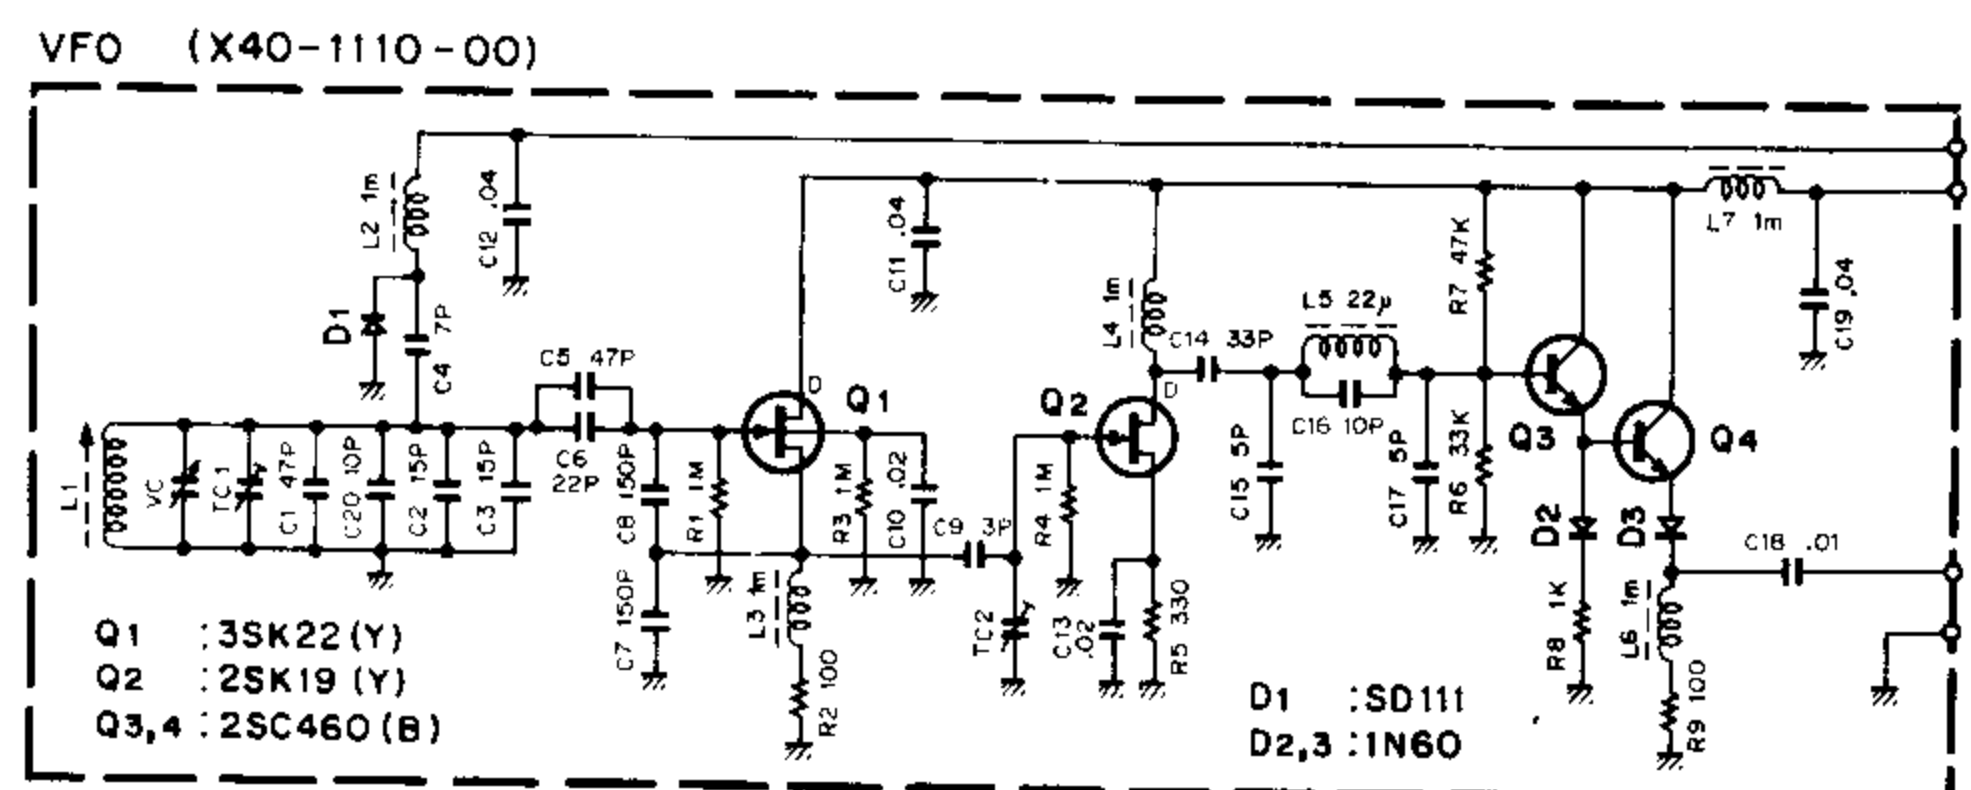 VFO (X40-1110-00)
L2 1m
C12 .04
D1
C4 7P
C11 .04
L4 1m
C14 33P
L5 22μ
C16 10P
R7 47K
L7 1m
C19 .04
C5 47P
C6
22P
D
Q1
Q2
D
Q3
Q4
L1
VC
TC1
C1 47P
C20 10P
C2 15P
C3 15P
C8 150P
R1 1M
R3 1M
C10 .02
C9 3P
R4 1M
C15 5P
C17 5P
R6 33K
D2
D3
C18 .01
C7 150P
L3 1m
R2 100
TC2
C13
.02
R5 330
R8 1K
L6 1m
R9 100
Q1 :3SK22(Y)
Q2 :2SK19(Y)
Q3,4 :2SC460(B)
D1 :SD111
D2,3 :1N60